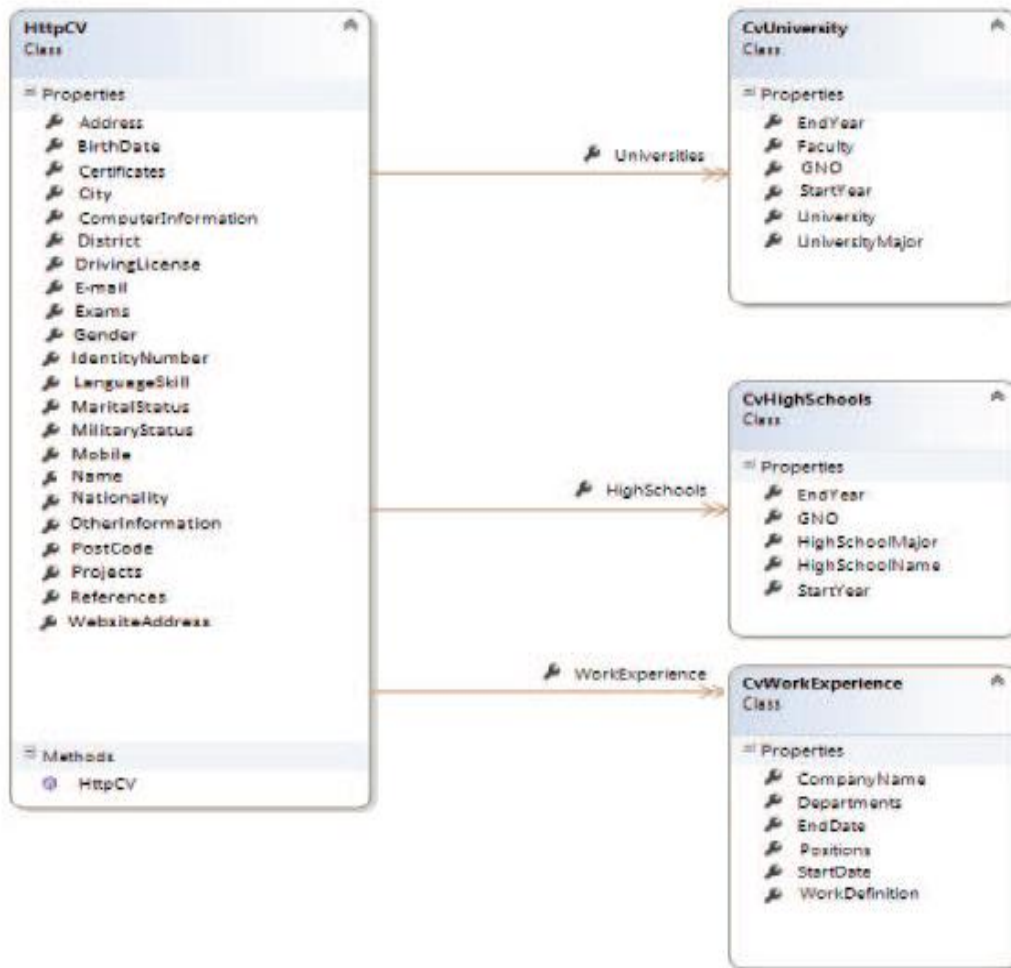 HttpCV
Class
Properties
Address
BirthDate
Certificates
City
ComputerInformation
District
DrivingLicense
E-mail
Exams
Gender
IdentityNumber
LanguageSkill
MaritalStatus
MilitaryStatus
Mobile
Name
Nationality
OtherInformation
PostCode
Projects
References
WebsiteAddress
Methods
HttpCV
Universities
HighSchools
WorkExperience
CvUniversity
Class
Properties
EndYear
Faculty
GNO
StartYear
University
UniversityMajor
CvHighSchools
Class
Properties
EndYear
GNO
HighSchoolMajor
HighSchoolName
StartYear
CvWorkExperience
Class
Properties
CompanyName
Departments
EndDate
Positions
StartDate
WorkDefinition